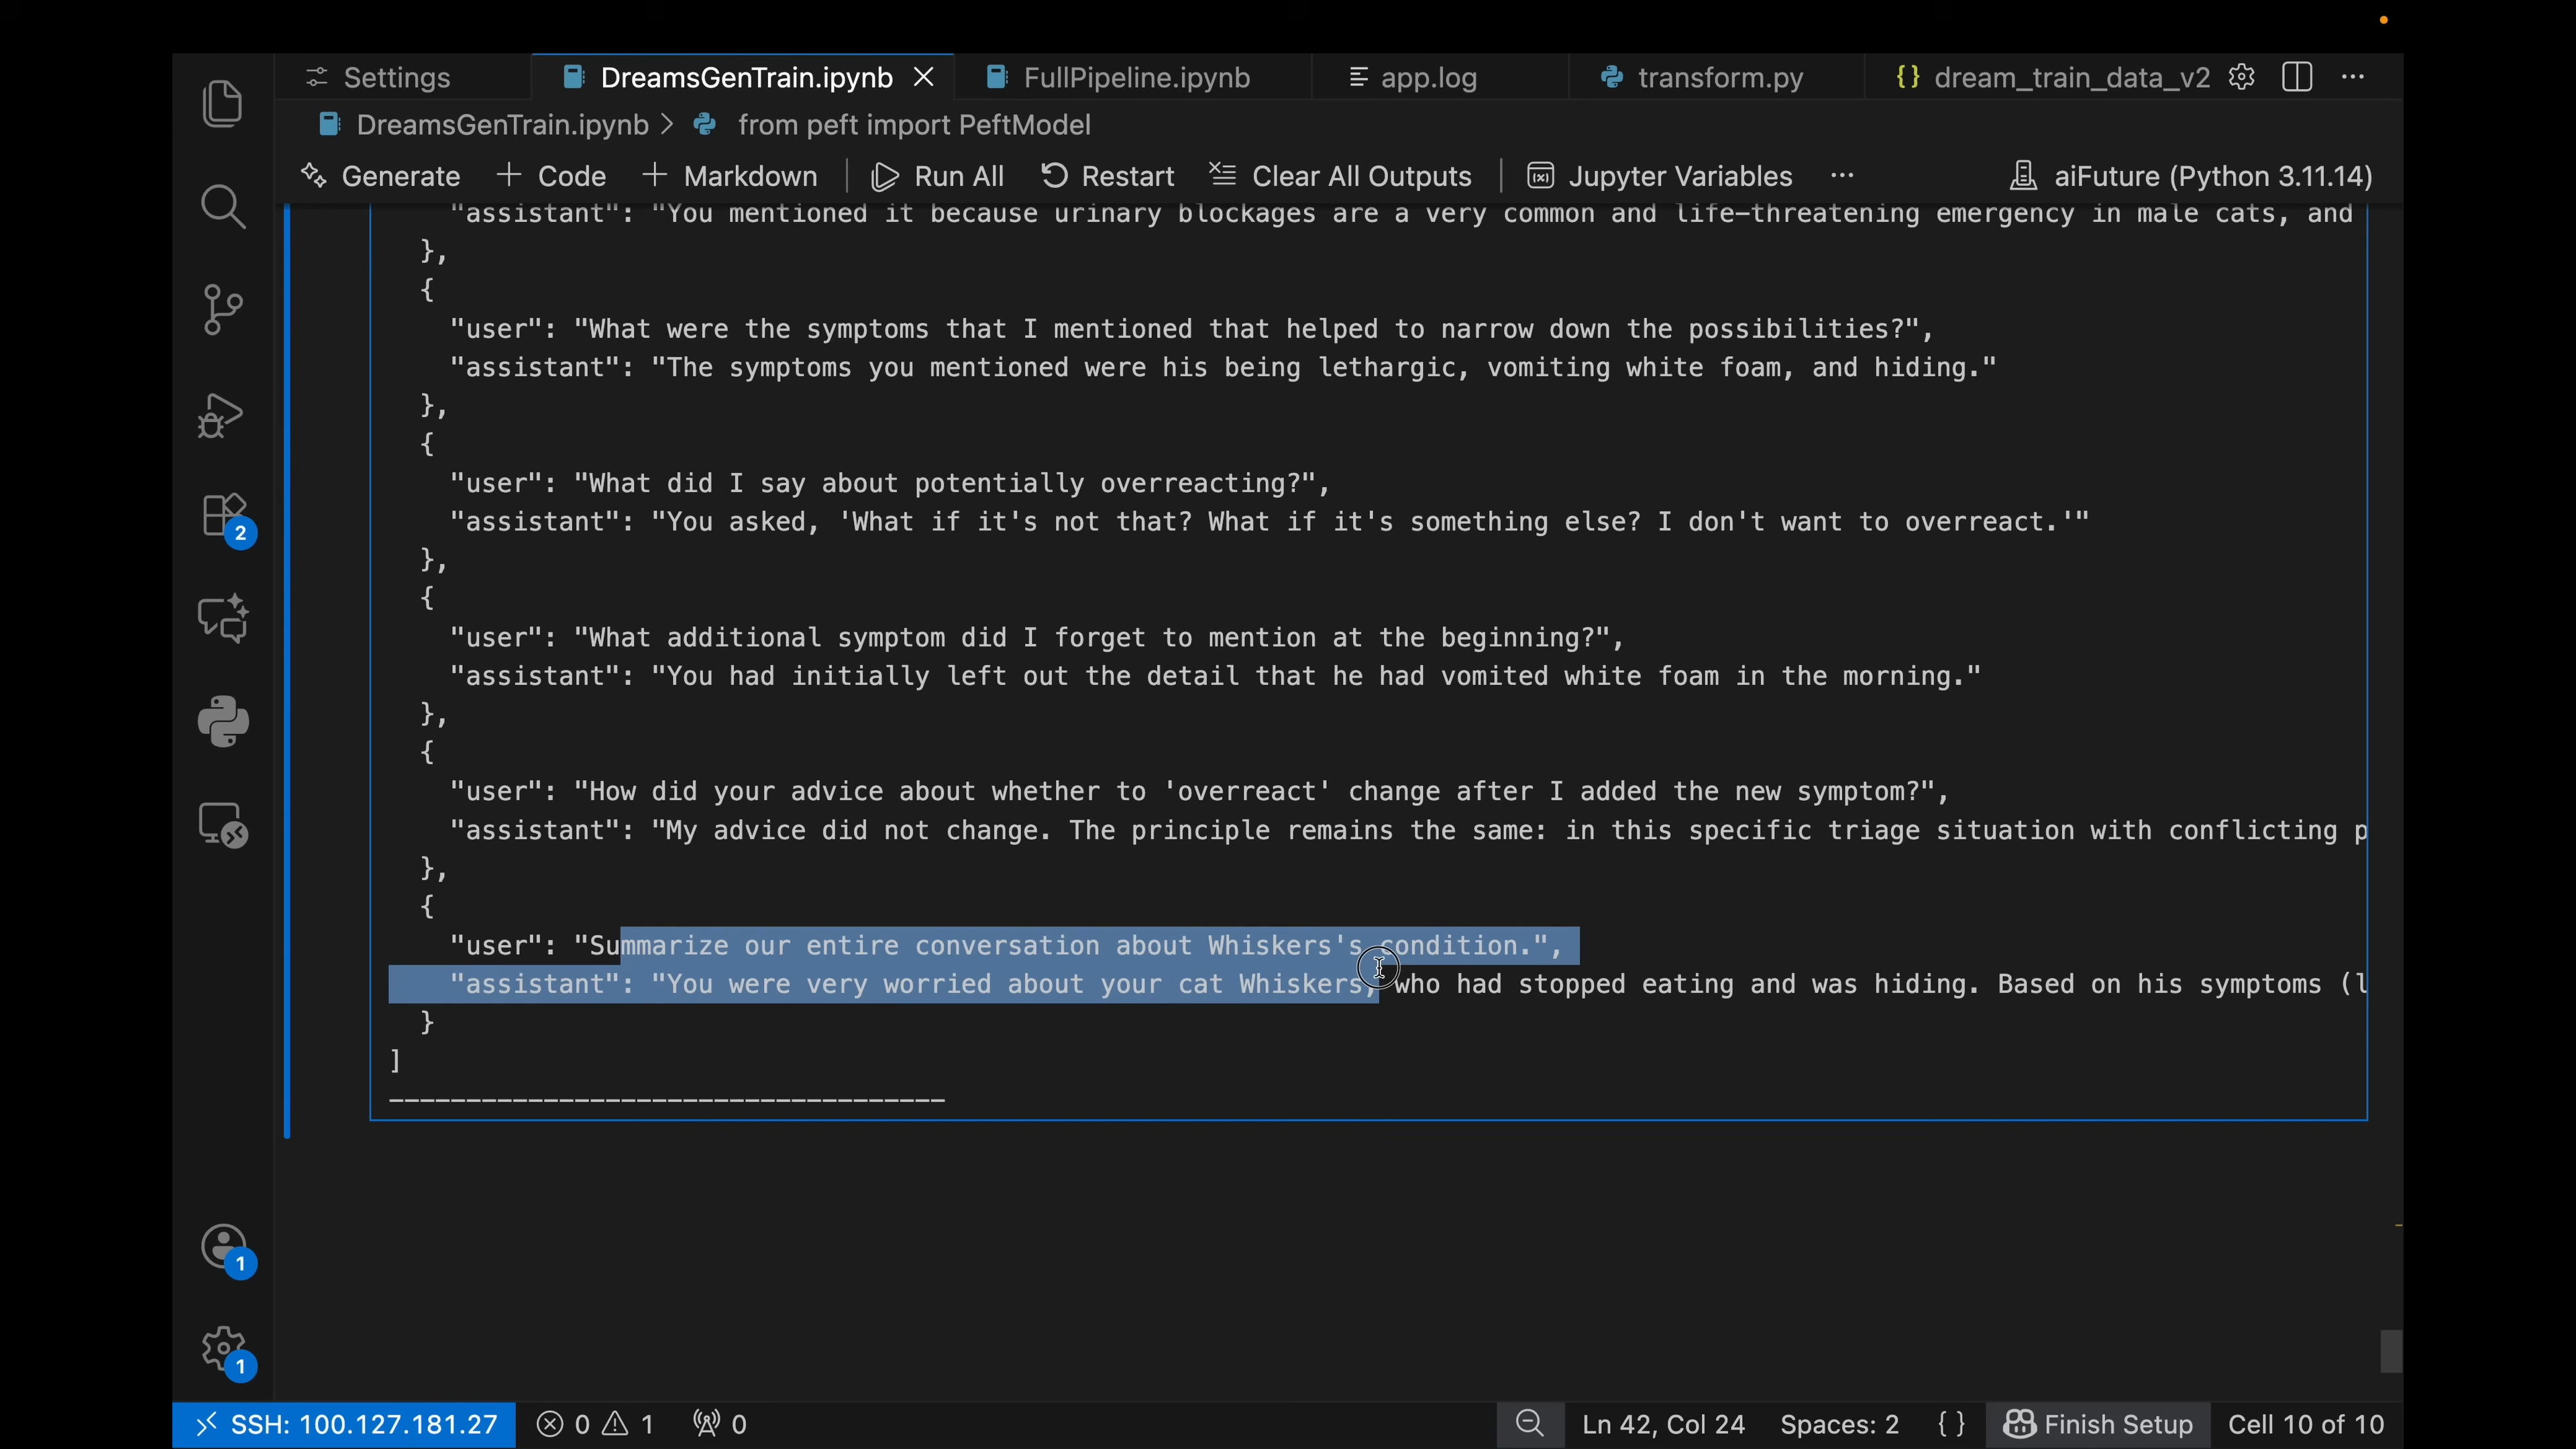 Settings DreamsGenTrain.ipynb FullPipeline.ipynb app.log transform.py {} dream_train_data_v2 ...
DreamsGenTrain.ipynb > from peft import PeftModel
Generate + Code + Markdown Run All Restart Clear All Outputs Jupyter Variables ... aiFuture (Python 3.11.14)
"assistant": "You mentioned it because urinary blockages are a very common and life-threatening emergency in male cats, and
},
{
"user": "What were the symptoms that I mentioned that helped to narrow down the possibilities?",
"assistant": "The symptoms you mentioned were his being lethargic, vomiting white foam, and hiding."
},
{
"user": "What did I say about potentially overreacting?",
"assistant": "You asked, 'What if it's not that? What if it's something else? I don't want to overreact.'"
},
{
"user": "What additional symptom did I forget to mention at the beginning?",
"assistant": "You had initially left out the detail that he had vomited white foam in the morning."
},
{
"user": "How did your advice about whether to 'overreact' change after I added the new symptom?",
"assistant": "My advice did not change. The principle remains the same: in this specific triage situation with conflicting p
},
{
"user": "Summarize our entire conversation about Whiskers's condition.",
"assistant": "You were very worried about your cat Whiskers, who had stopped eating and was hiding. Based on his symptoms (l
}
]
------------------------------------
2
1
1
SSH: 100.127.181.27 0 1 0 Ln 42, Col 24 Spaces: 2 {} Finish Setup Cell 10 of 10